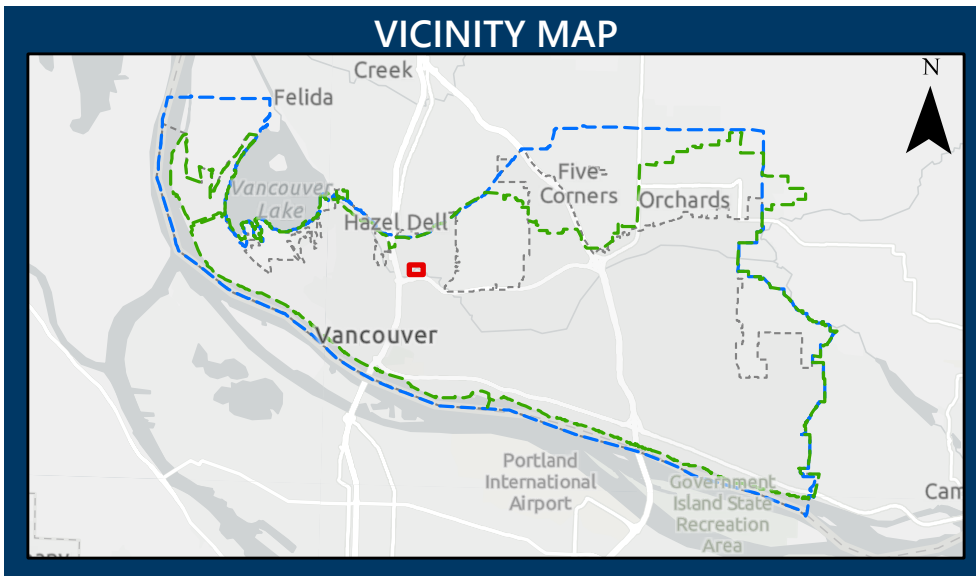 VICINITY MAP
N
Creek
Felida
Five
Corners
Vancouver
Lake
Orchards
Hazel Dell
Vancouver
Portland
International
Airport
Government
Island State
Recreation
Area
Cam